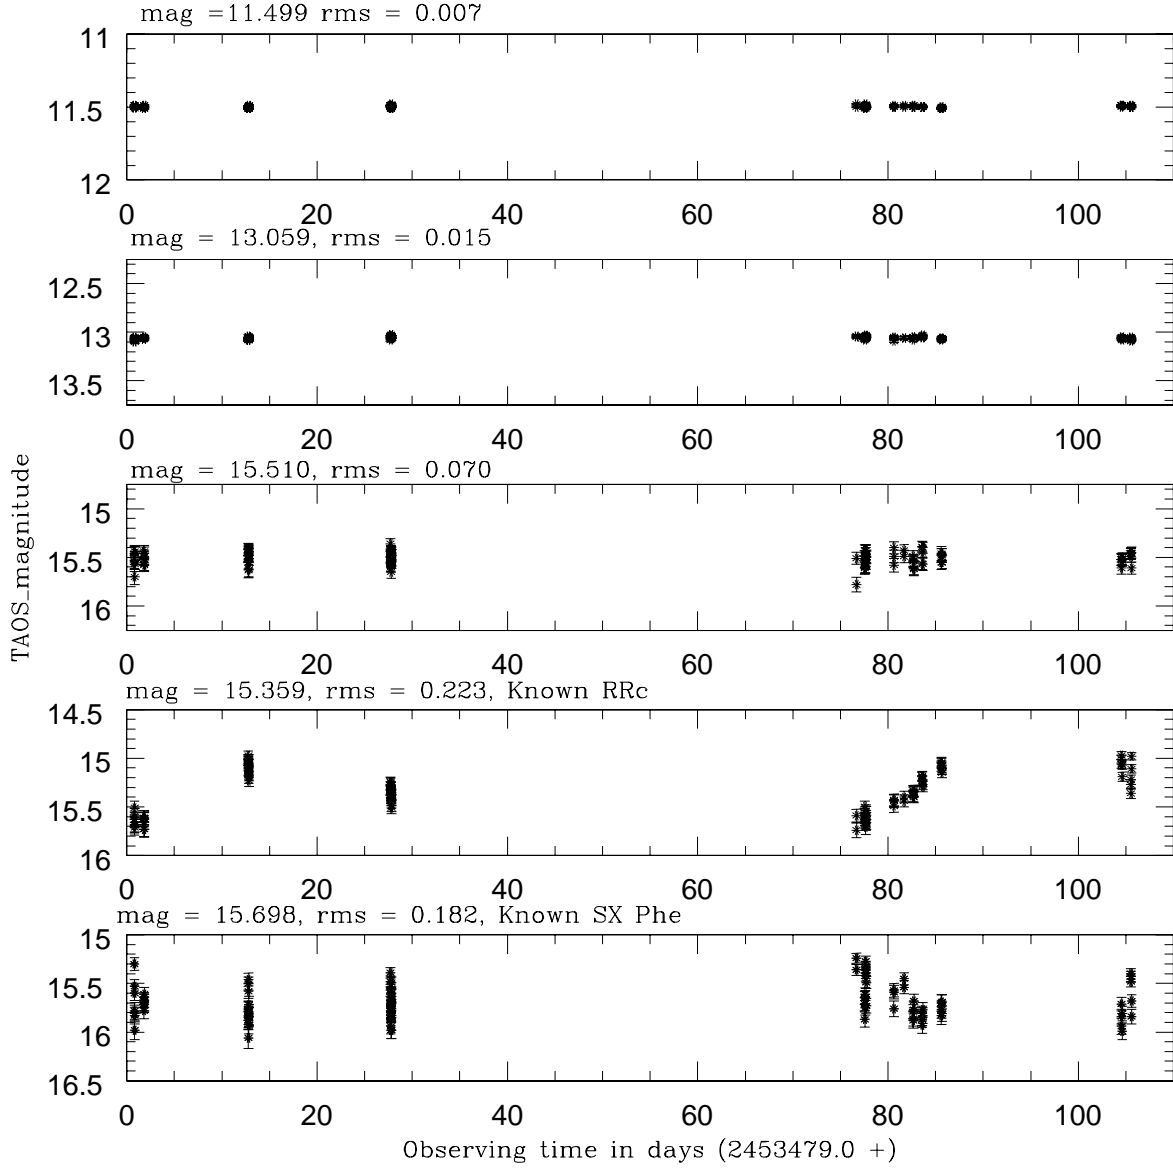 mag =11.499 rms = 0.007
11
11.5
12
0 20 40 60 80 100
mag = 13.059, rms = 0.015
12.5
13
13.5
0 20 40 60 80 100
mag = 15.510, rms = 0.070
15
15.5
16
0 20 40 60 80 100
TAOS_magnitude
mag = 15.359, rms = 0.223, Known RRc
14.5
15
15.5
16
0 20 40 60 80 100
mag = 15.698, rms = 0.182, Known SX Phe
15
15.5
16
16.5
0 20 40 60 80 100
Observing time in days (2453479.0 +)